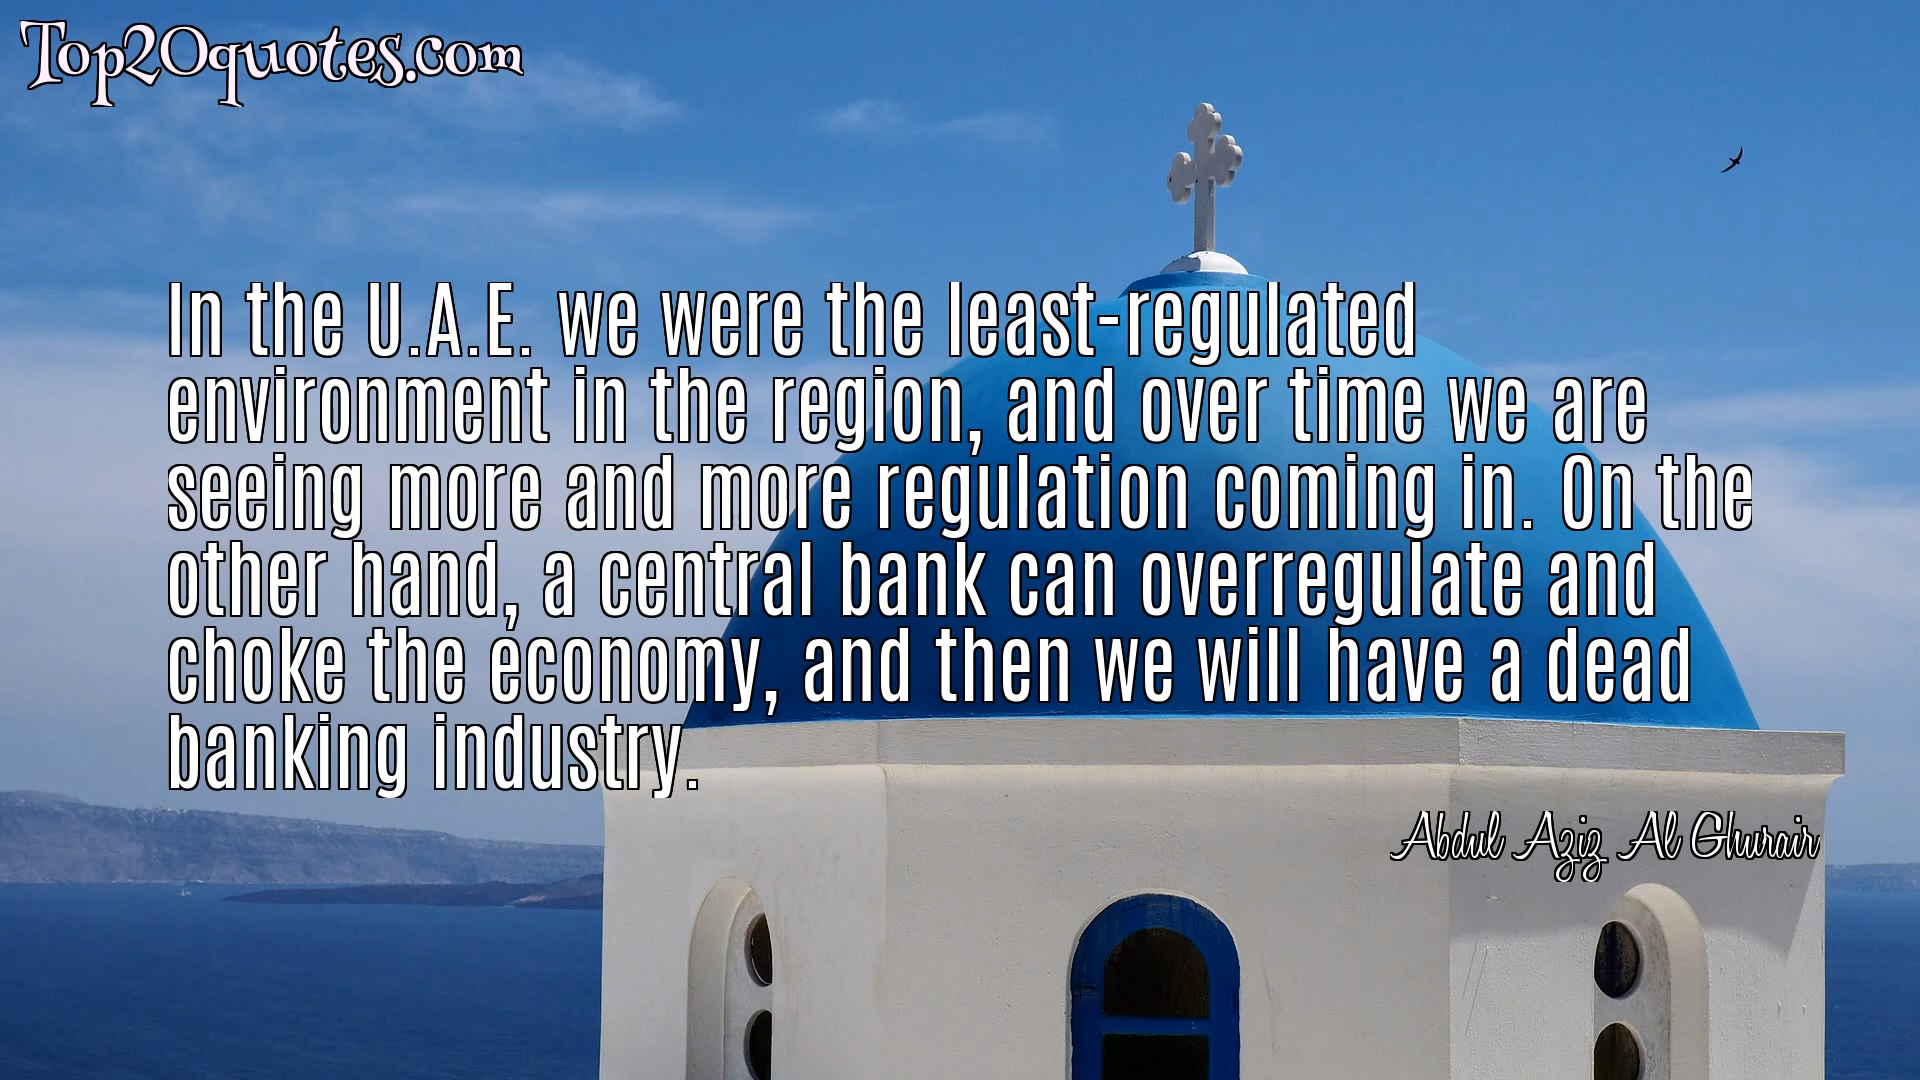 Top20quotes.com
In the U.A.E. we were the least-regulated
environment in the region, and over time we are
seeing more and more regulation coming in. On the
other hand, a central bank can overregulate and
choke the economy, and then we will have a dead
banking industry.
Abdul Aziz Al Ghurair